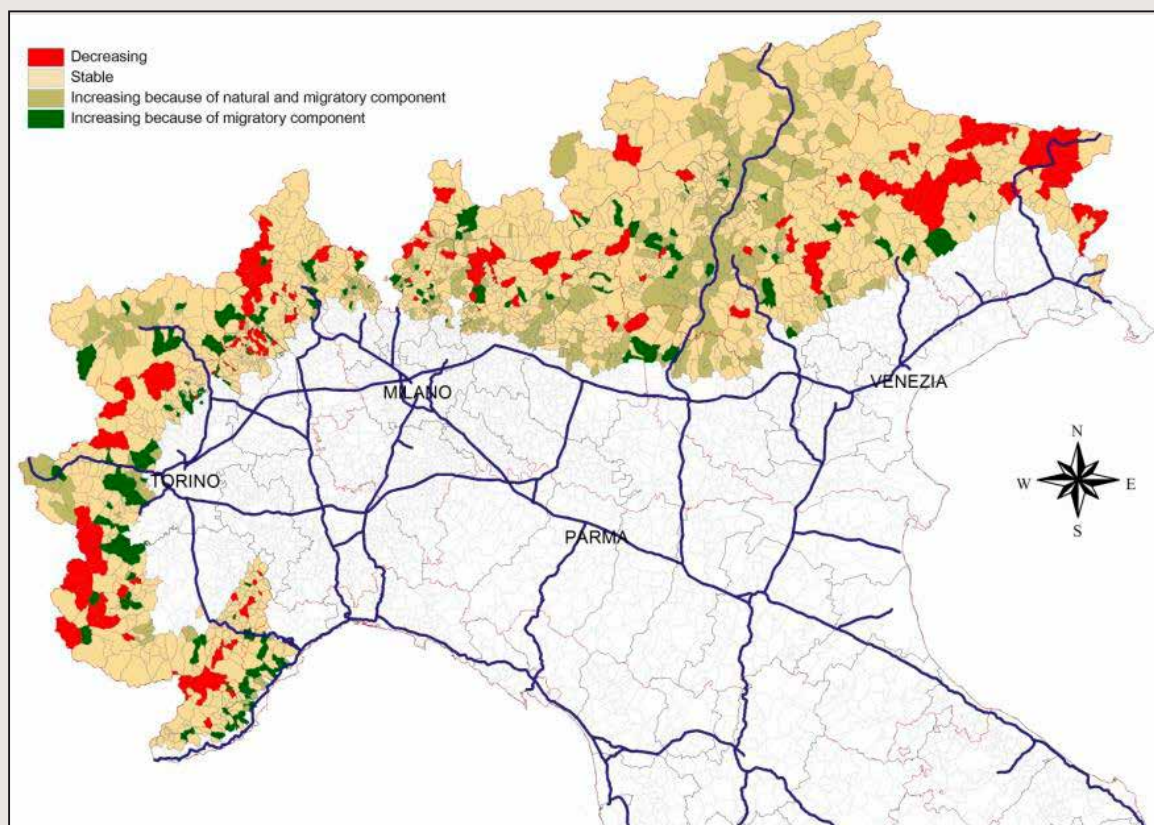 Decreasing
Stable
Increasing because of natural and migratory component
Increasing because of migratory component
MILANO
VENEZIA
TORINO
PARMA
N
W E
S